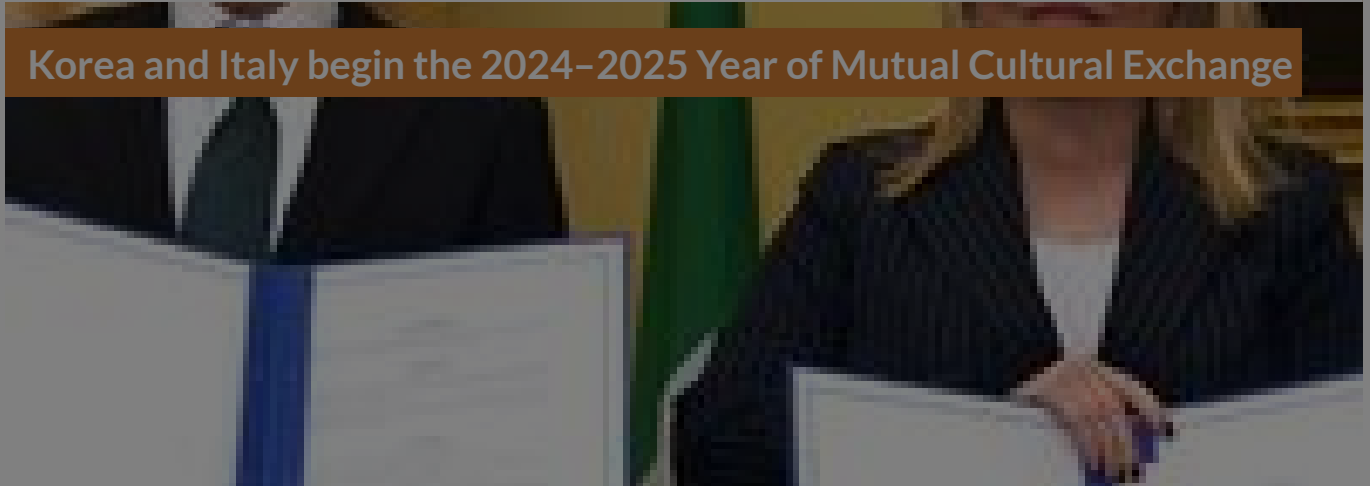 Korea and Italy begin the 2024–2025 Year of Mutual Cultural Exchange